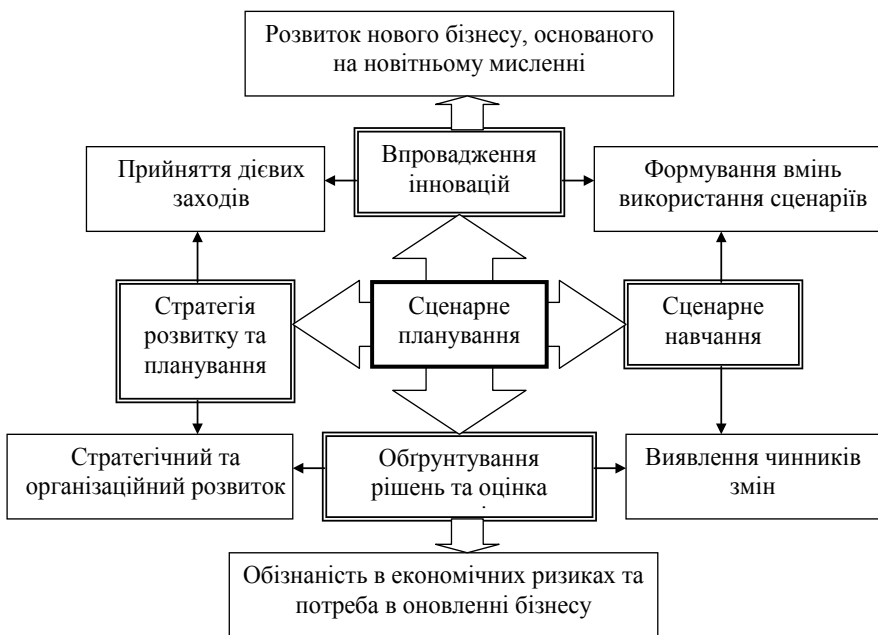 Розвиток нового бізнесу, основаного
на новітньому мисленні
Прийняття дієвих
заходів
Впровадження
інновацій
Формування вмінь
використання сценаріїв
Стратегія
розвитку та
планування
Сценарне
планування
Сценарне
навчання
Стратегічний та
організаційний розвиток
Обґрунтування
рішень та оцінка
Виявлення чинників
змін
Обізнаність в економічних ризиках та
потреба в оновленні бізнесу